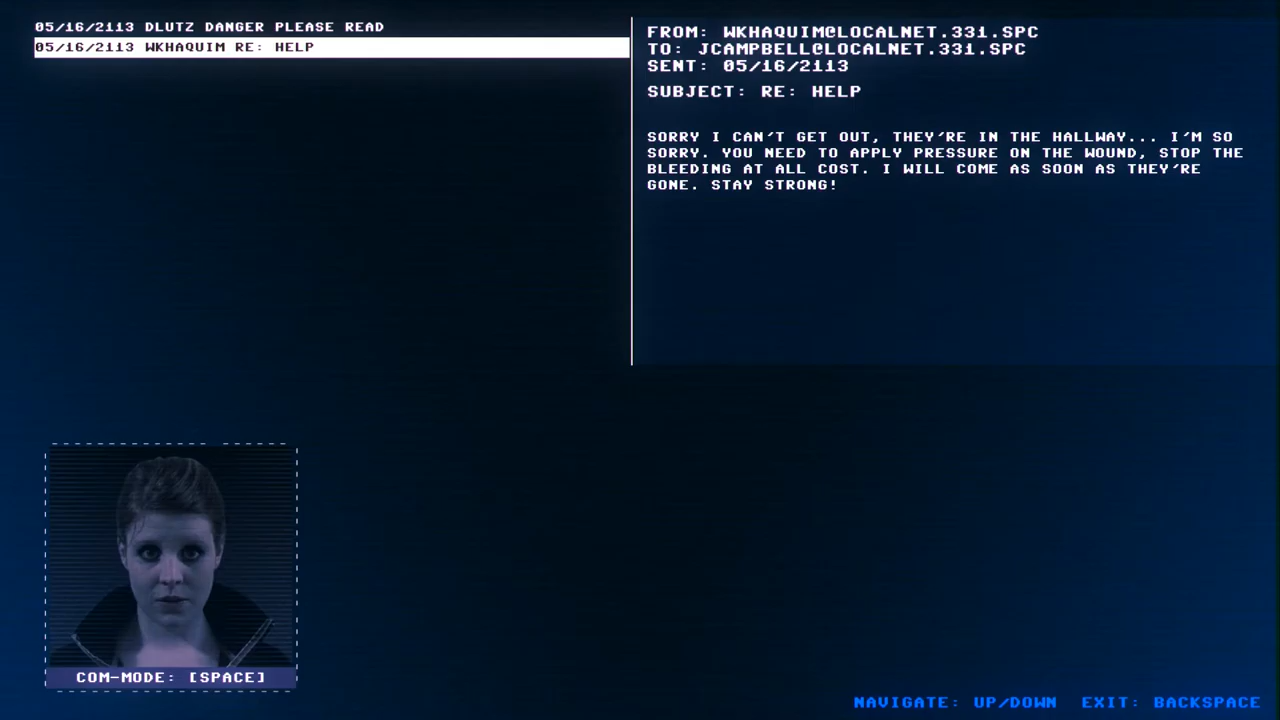 05/16/2113 DLUTZ DANGER PLEASE READ
05/16/2113 WKHAQUIM RE: HELP
FROM: WKHAQUIM@LOCALNET.331.SPC
TO: JCAMPBELL@LOCALNET.331.SPC
SENT: 05/16/2113
SUBJECT: RE: HELP
SORRY I CAN'T GET OUT, THEY'RE IN THE HALLWAY... I'M SO
SORRY. YOU NEED TO APPLY PRESSURE ON THE WOUND, STOP THE
BLEEDING AT ALL COST. I WILL COME AS SOON AS THEY'RE
GONE. STAY STRONG!
COM-MODE: [SPACE]
NAVIGATE: UP/DOWN EXIT: BACKSPACE